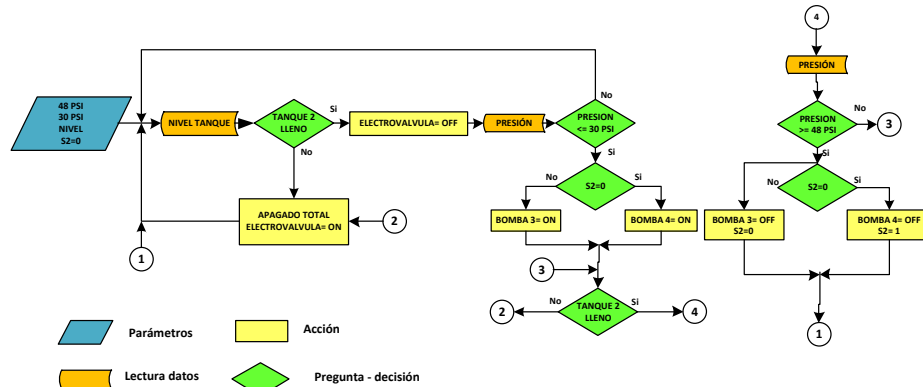 48 PSI
30 PSI
NIVEL
S2=0
NIVEL TANQUE
TANQUE 2
LLENO
Si
No
ELECTROVALVULA= OFF
PRESIÓN
PRESION
<= 30 PSI
No
Si
APAGADO TOTAL
ELECTROVALVULA= ON
2
1
S2=0
No
Si
BOMBA 3= ON
BOMBA 4= ON
3
TANQUE 2
LLENO
No
Si
2
4
4
PRESIÓN
PRESION
>= 48 PSI
No
3
Si
S2=0
No
Si
BOMBA 3= OFF
S2=0
BOMBA 4= OFF
S2= 1
1
Parámetros
Acción
Lectura datos
Pregunta - decisión